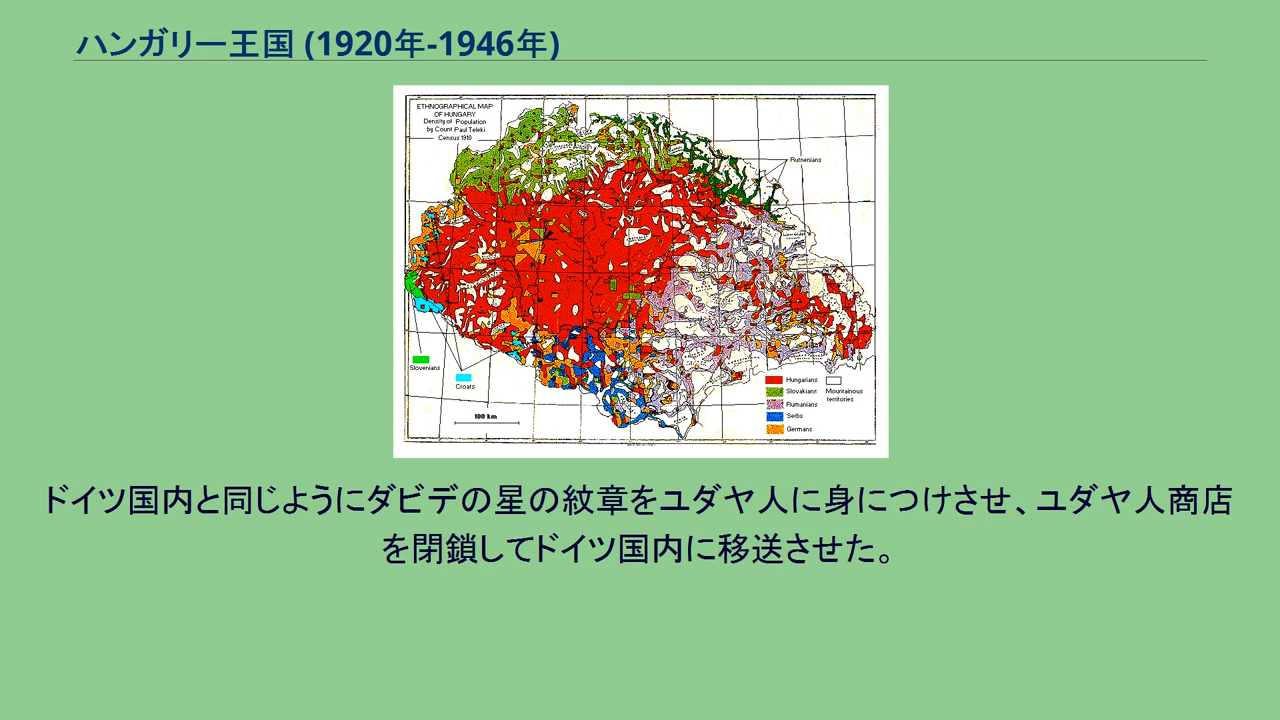 ハンガリー王国 (1920年-1946年)
ETHNOGRAPHICAL MAP
OF HUNGARY
Density of Population
by Count Paul Teleki
Census 1910
Rutnenians
Slovenians
Croats
100 km
Hungarians
Slovakians
Rumanians
Serbs
Germans
Mountainous
territories
ドイツ国内と同じようにダビデの星の紋章をユダヤ人に身につけさせ、ユダヤ人商店
を閉鎖してドイツ国内に移送させた。